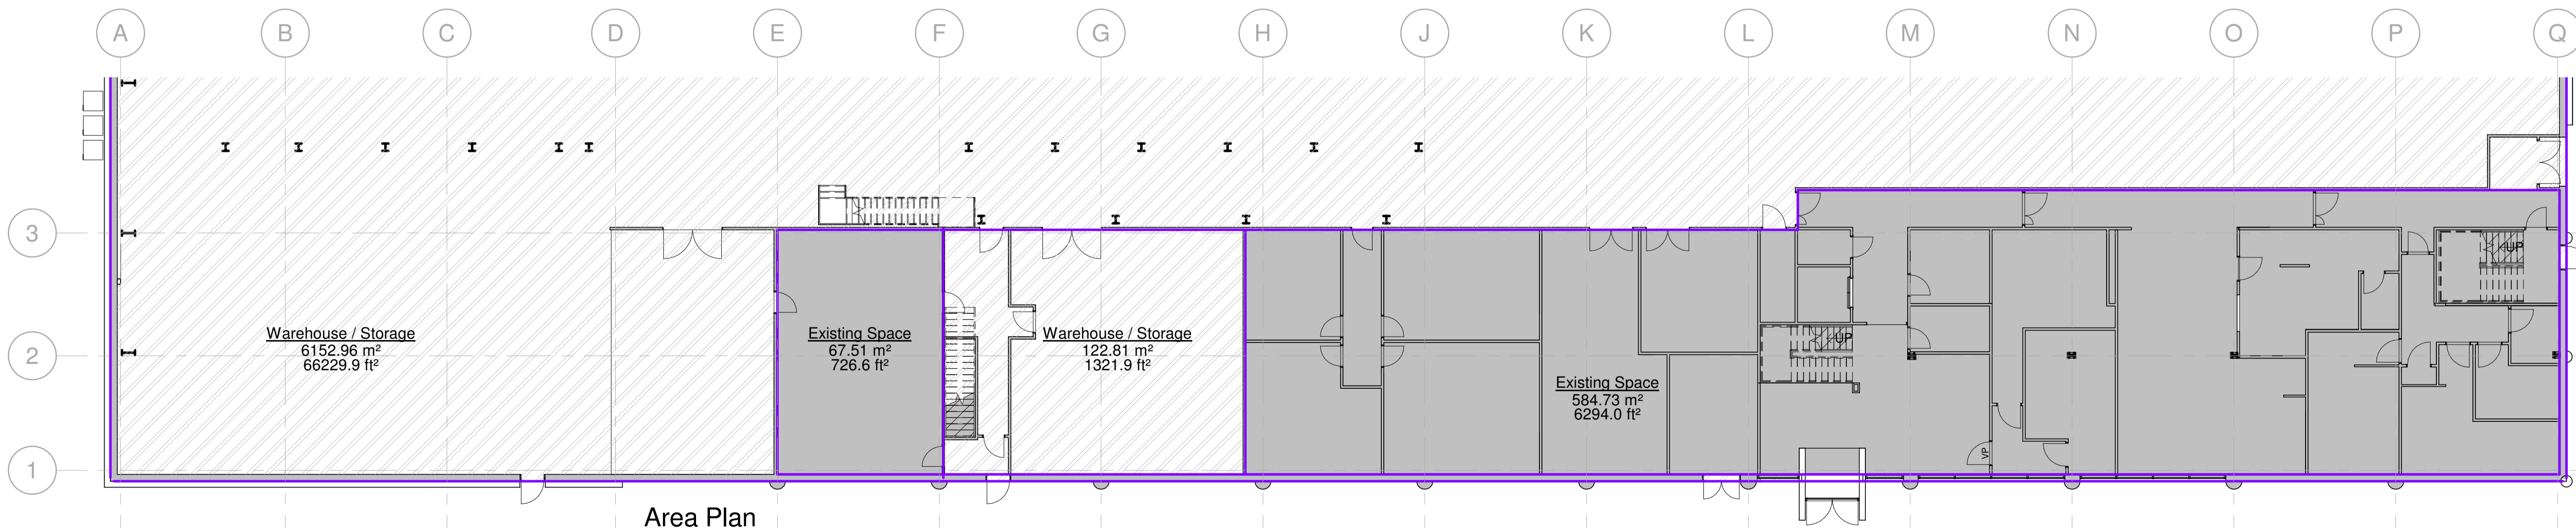 A B C D E F G H J K L M N O P Q
3
2
1
Warehouse / Storage
6152.96 m²
66229.9 ft²
Existing Space
67.51 m²
726.6 ft²
Warehouse / Storage
122.81 m²
1321.9 ft²
Existing Space
584.73 m²
6294.0 ft²
UP
UP
VP
Area Plan